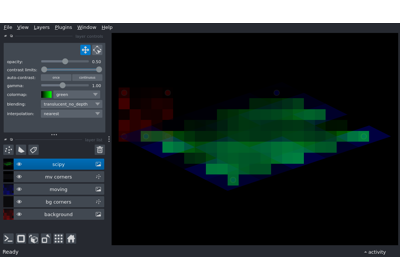 File View Layers Plugins Window Help
opacity: 0.50
contrast limits:
auto-contrast: once continuous
gamma: 1.00
colormap: green
blending: translucent_no_depth
interpolation: nearest
scipy
mv corners
moving
bg corners
background
Ready
activity